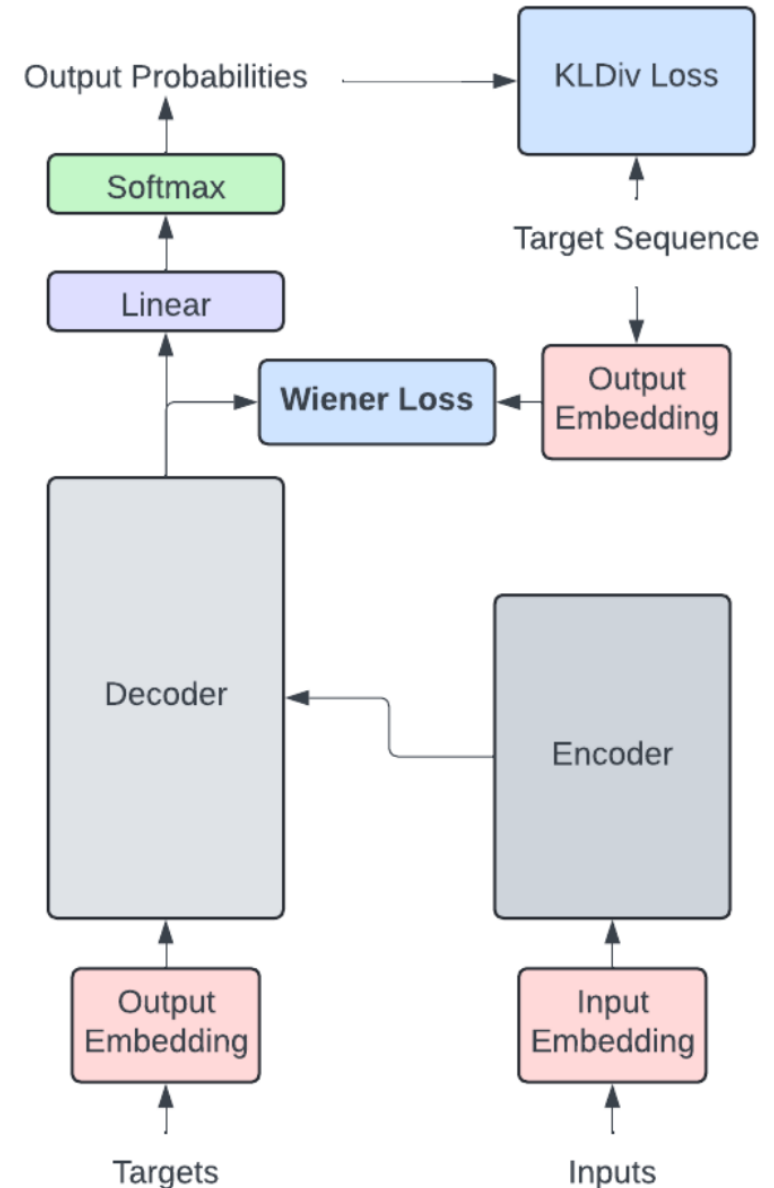 Output Probabilities
KLDiv Loss
Softmax
Target Sequence
Linear
Wiener Loss
Output
Embedding
Decoder
Encoder
Output
Embedding
Input
Embedding
Targets
Inputs